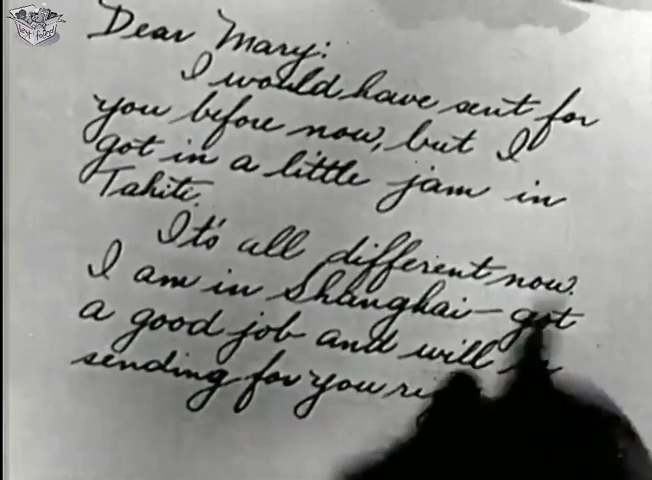 Dear Mary:
I would have sent for
you before now, but I
got in a little jam in
Tahiti.
It's all different now.
I am in Shanghai - got
a good job and will
sending for you